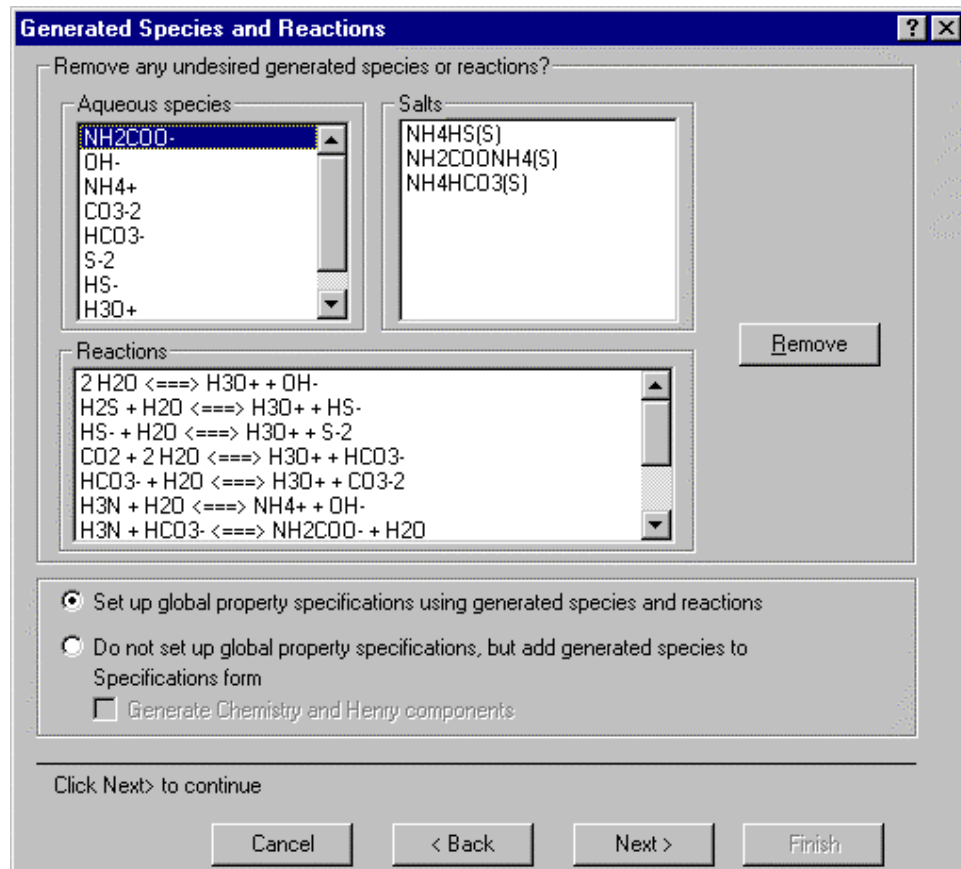 Generated Species and Reactions
Remove any undesired generated species or reactions?
Aqueous species
NH2COO-
OH-
NH4+
CO3-2
HCO3-
S-2
HS-
H3O+
Salts
NH4HS(S)
NH2COONH4(S)
NH4HCO3(S)
Remove
Reactions
2 H2O <===> H3O+ + OH-
H2S + H2O <===> H3O+ + HS-
HS- + H2O <===> H3O+ + S-2
CO2 + 2 H2O <===> H3O+ + HCO3-
HCO3- + H2O <===> H3O+ + CO3-2
H3N + H2O <===> NH4+ + OH-
H3N + HCO3- <===> NH2COO- + H2O
Set up global property specifications using generated species and reactions
Do not set up global property specifications, but add generated species to
Specifications form
Generate Chemistry and Henry components
Click Next> to continue
Cancel
< Back
Next >
Finish